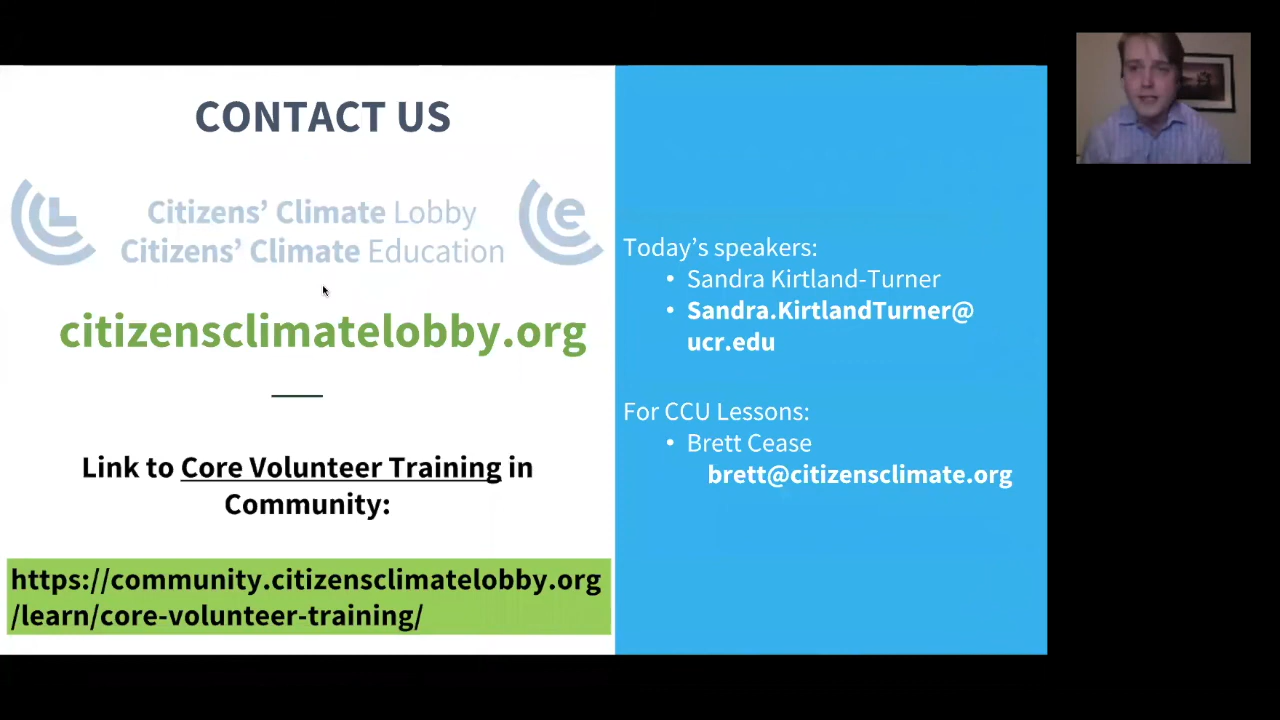 CONTACT US
L
Citizens’ Climate Lobby
e
Citizens’ Climate Education
citizensclimatelobby.org
Link to Core Volunteer Training in
Community:
https://community.citizensclimatelobby.org
/learn/core-volunteer-training/
Today’s speakers:
• Sandra Kirtland-Turner
• Sandra.KirtlandTurner@
ucr.edu
For CCU Lessons:
• Brett Cease
brett@citizensclimate.org